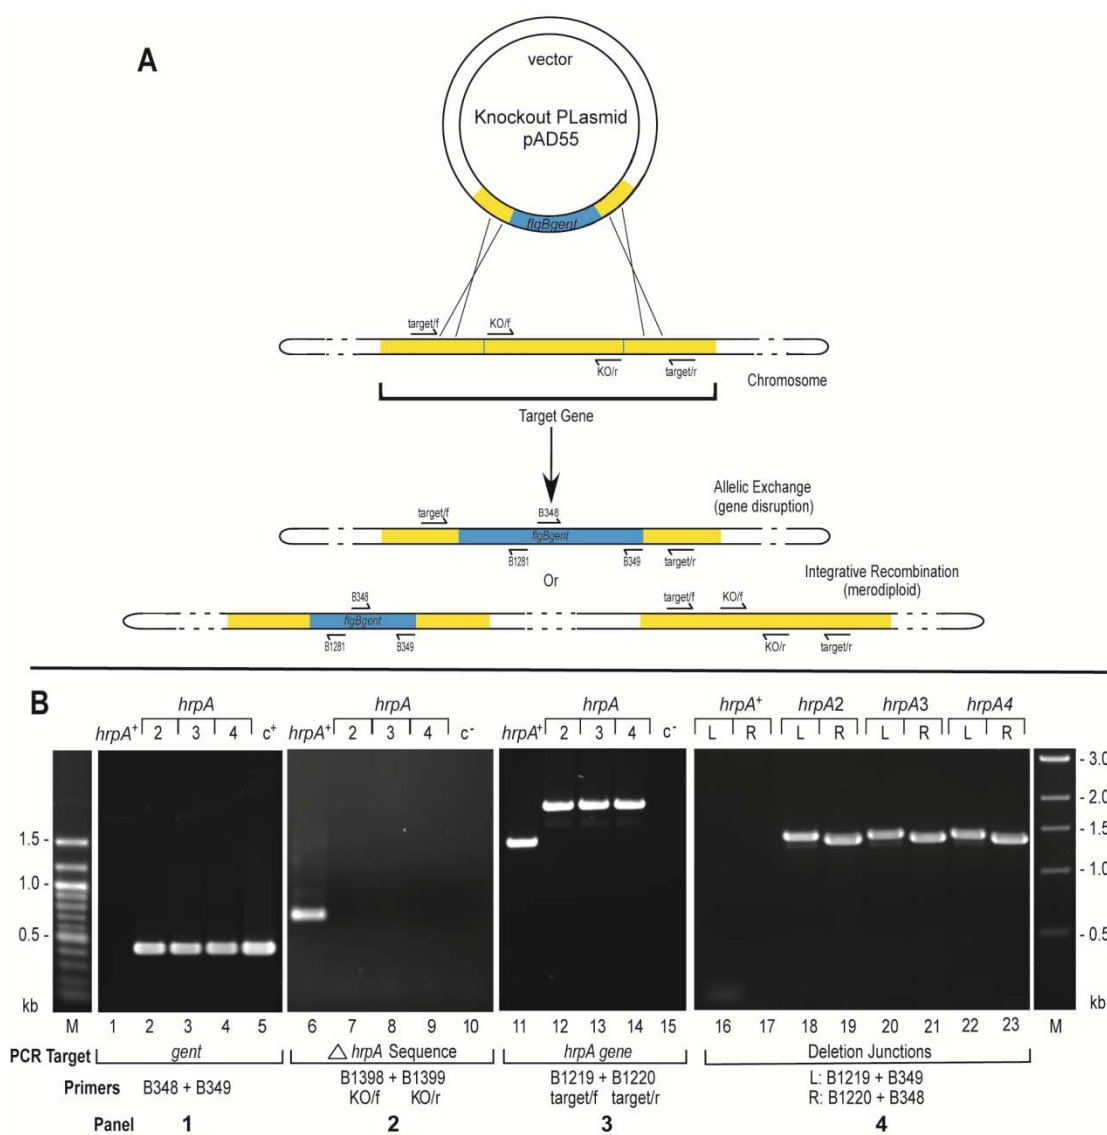 A
vector
Knockout PLasmid
pAD55
flgBgent
target/f
KO/f
KO/r
target/r
Chromosome
Target Gene
Allelic Exchange
(gene disruption)
target/f
B348
flgBgent
B1281
B349
target/r
Or
Integrative Recombination
(merodiploid)
B348
flgBgent
B1281
B349
target/f
KO/f
KO/r
target/r
B
hrpA hrpA hrpA hrpA+ hrpA2 hrpA3 hrpA4
hrpA+ 2 3 4 c+ hrpA+ 2 3 4 c- hrpA+ 2 3 4 c- L R L R L R L R
- 3.0
- 2.0
1.5 - - 1.5
1.0 - - 1.0
0.5 - - 0.5
kb kb
M 1 2 3 4 5 6 7 8 9 10 11 12 13 14 15 16 17 18 19 20 21 22 23 M
PCR Target gent △ hrpA Sequence hrpA gene Deletion Junctions
Primers B348 + B349 B1398 + B1399 B1219 + B1220 L: B1219 + B349
KO/f KO/r target/f target/r R: B1220 + B348
Panel 1 2 3 4